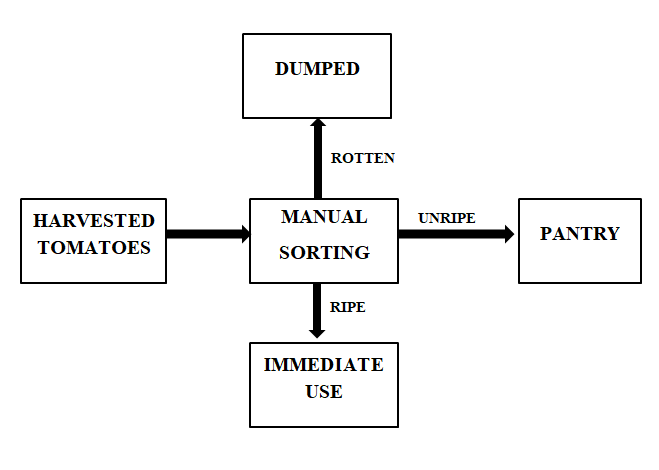 DUMPED
ROTTEN
HARVESTED
TOMATOES
MANUAL
SORTING
UNRIPE
PANTRY
RIPE
IMMEDIATE
USE